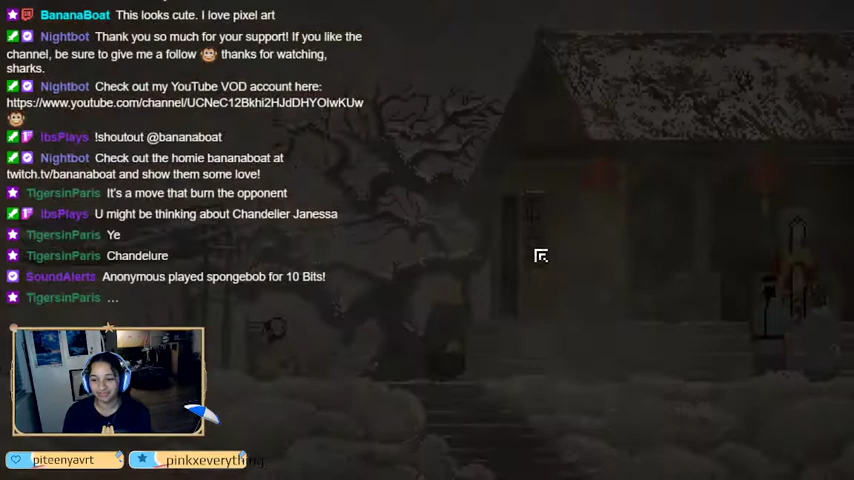 BananaBoat This looks cute. I love pixel art
Nightbot Thank you so much for your support! If you like the
channel, be sure to give me a follow 🐵 thanks for watching,
sharks.
Nightbot Check out my YouTube VOD account here:
https://www.youtube.com/channel/UCNeC12Bkhi2HJdDHYOlwKUw
🐵
IbsPlays !shoutout @bananaboat
Nightbot Check out the homie bananaboat at
twitch.tv/bananaboat and show them some love!
TigersinParis It's a move that burn the opponent
IbsPlays U might be thinking about Chandelier Janessa
TigersinParis Ye
TigersinParis Chandelure
SoundAlerts Anonymous played spongebob for 10 Bits!
TigersinParis ...
piteenyavrt pinkxeverything